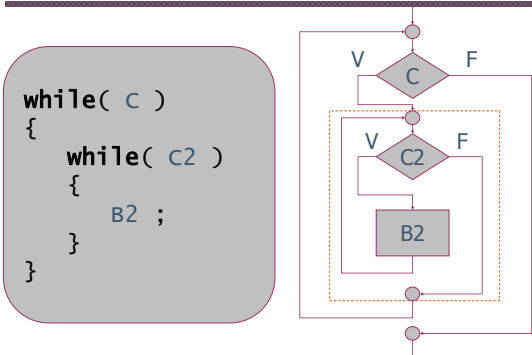 while( C )
{
while( C2 )
{
B2 ;
}
}
V F
C
V F
C2
B2